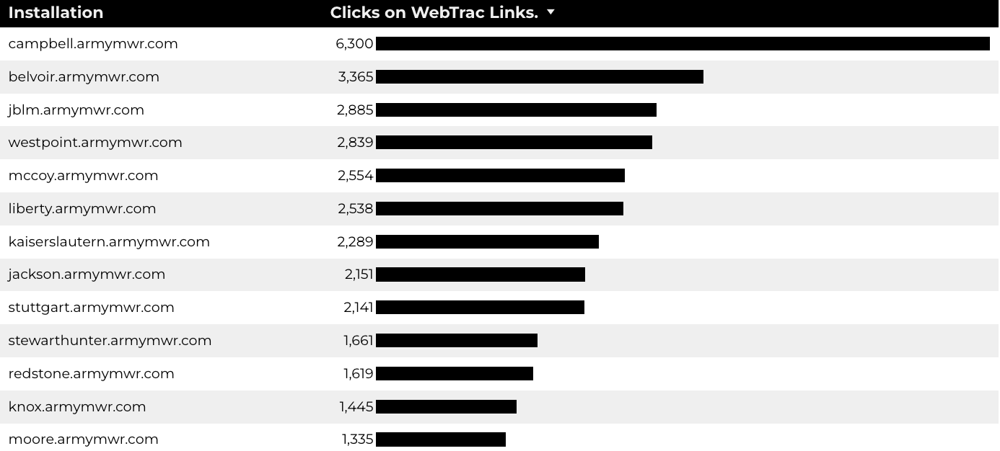 Installation Clicks on WebTrac Links.
campbell.armymwr.com 6,300
belvoir.armymwr.com 3,365
jblm.armymwr.com 2,885
westpoint.armymwr.com 2,839
mccoy.armymwr.com 2,554
liberty.armymwr.com 2,538
kaiserslautern.armymwr.com 2,289
jackson.armymwr.com 2,151
stuttgart.armymwr.com 2,141
stewarthunter.armymwr.com 1,661
redstone.armymwr.com 1,619
knox.armymwr.com 1,445
moore.armymwr.com 1,335